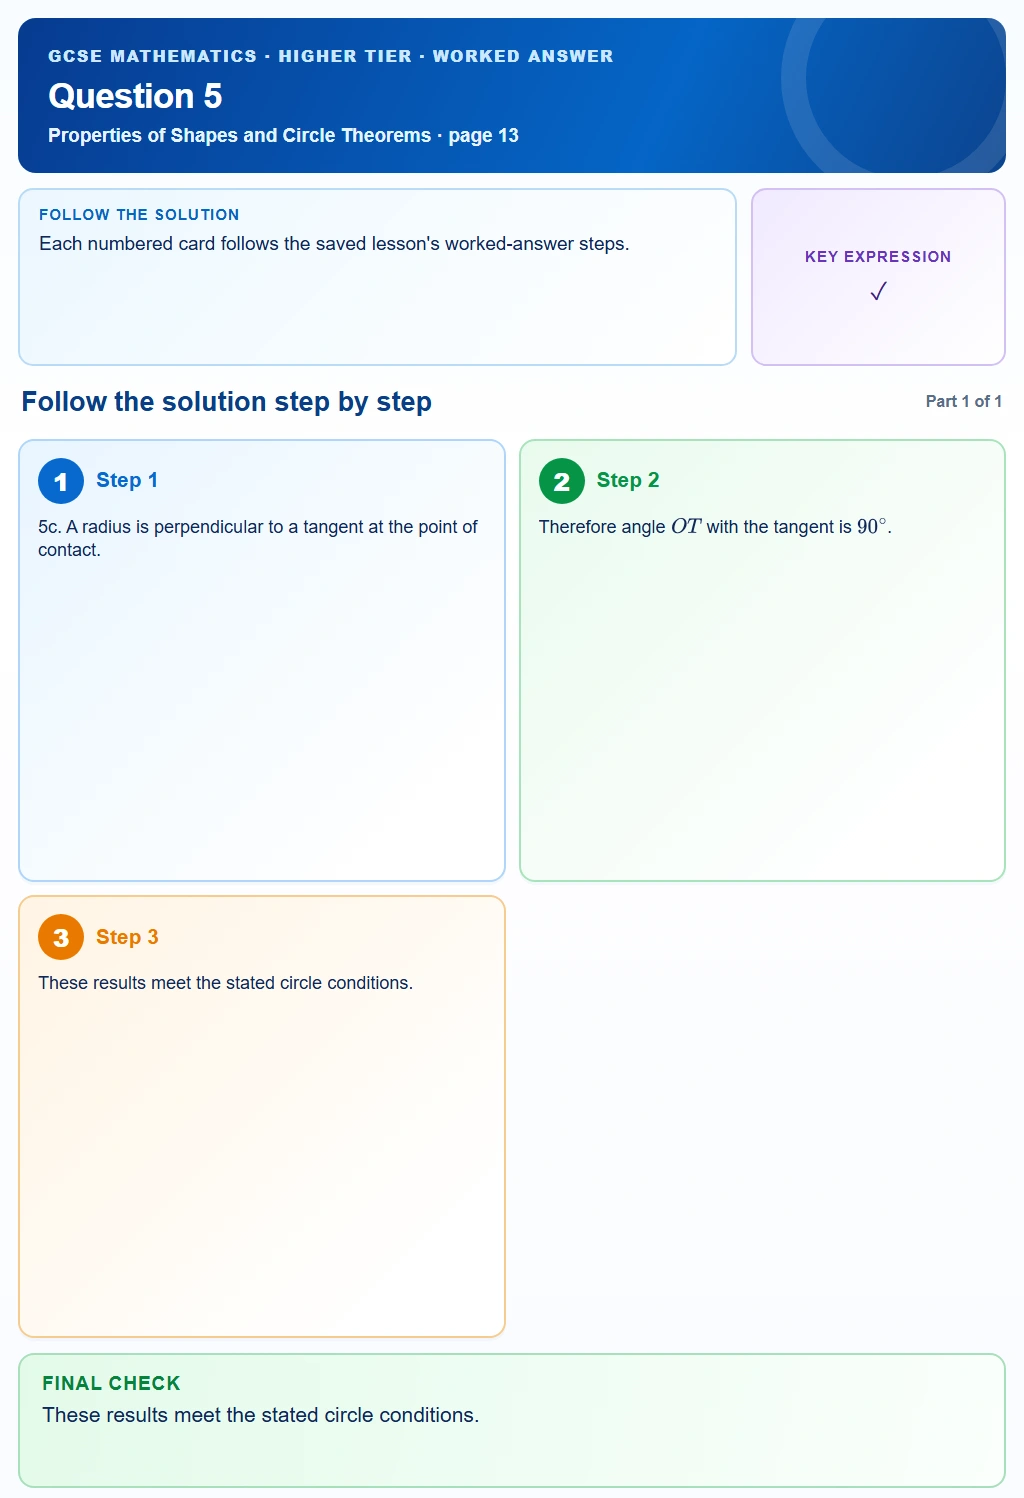 GCSE MATHEMATICS · HIGHER TIER · WORKED ANSWER
Question 5
Properties of Shapes and Circle Theorems · page 13
FOLLOW THE SOLUTION
Each numbered card follows the saved lesson's worked-answer steps.
KEY EXPRESSION
✓
Follow the solution step by step
Part 1 of 1
1 Step 1
5c. A radius is perpendicular to a tangent at the point of
contact.
2 Step 2
Therefore angle OT with the tangent is 90°.
3 Step 3
These results meet the stated circle conditions.
FINAL CHECK
These results meet the stated circle conditions.